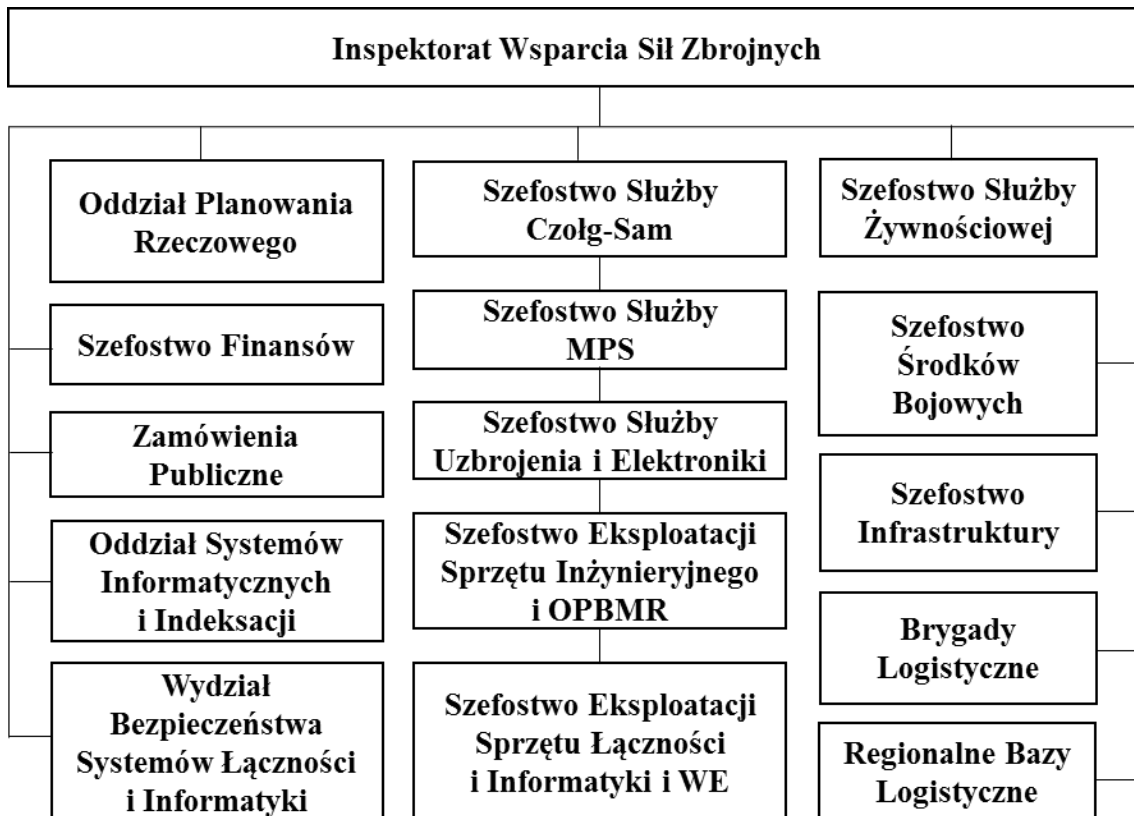 Inspektorat Wsparcia Sił Zbrojnych
Oddział Planowania
Rzeczowego
Szefostwo Finansów
Zamówienia
Publiczne
Oddział Systemów
Informatycznych
i Indeksacji
Wydział
Bezpieczeństwa
Systemów Łączności
i Informatyki
Szefostwo Służby
Czołg-Sam
Szefostwo Służby
MPS
Szefostwo Służby
Uzbrojenia i Elektroniki
Szefostwo Eksploatacji
Sprzętu Inżynieryjnego
i OPBMR
Szefostwo Eksploatacji
Sprzętu Łączności
i Informatyki i WE
Szefostwo Służby
Żywnościowej
Szefostwo
Środków
Bojowych
Szefostwo
Infrastruktury
Brygady
Logistyczne
Regionalne Bazy
Logistyczne